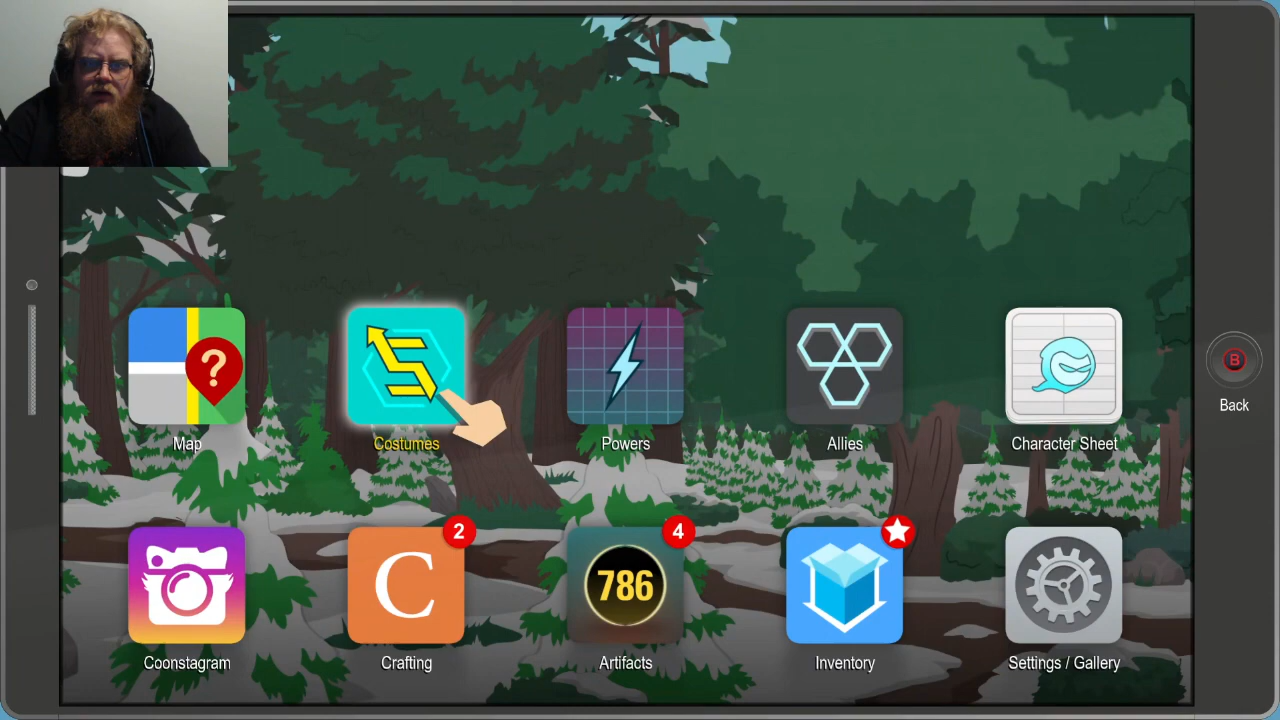 ?
Map
Costumes
Powers
Allies
Character Sheet
B
Back
2
4
C
786
Coonstagram
Crafting
Artifacts
Inventory
Settings / Gallery